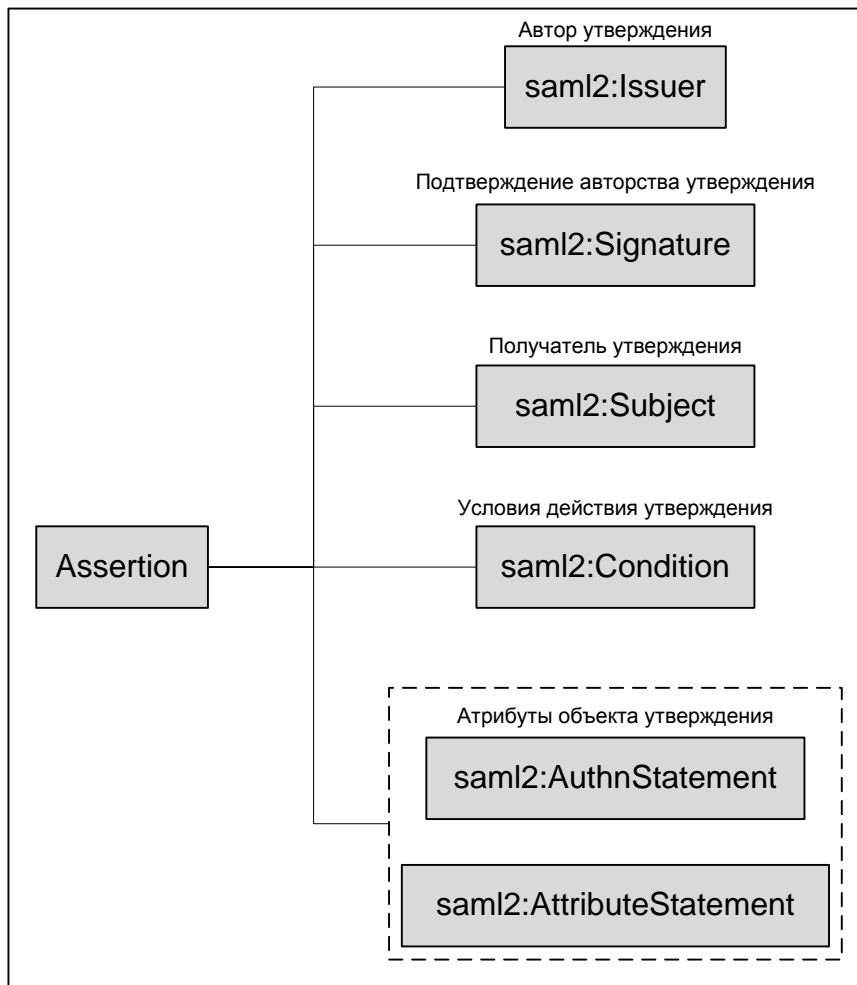 Автор утверждения
saml2:Issuer
Подтверждение авторства утверждения
saml2:Signature
Получатель утверждения
saml2:Subject
Условия действия утверждения
Assertion
saml2:Condition
Атрибуты объекта утверждения
saml2:AuthnStatement
saml2:AttributeStatement